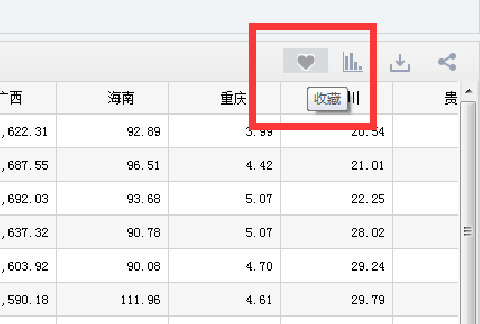 广西 海南 重庆 川 贵
收藏
,622.31 92.89 3.99 20.54
,687.55 96.51 4.42 21.01
,692.03 93.68 5.07 22.25
,637.32 90.78 5.07 28.02
,603.92 90.08 4.70 29.24
,590.18 111.96 4.61 29.79